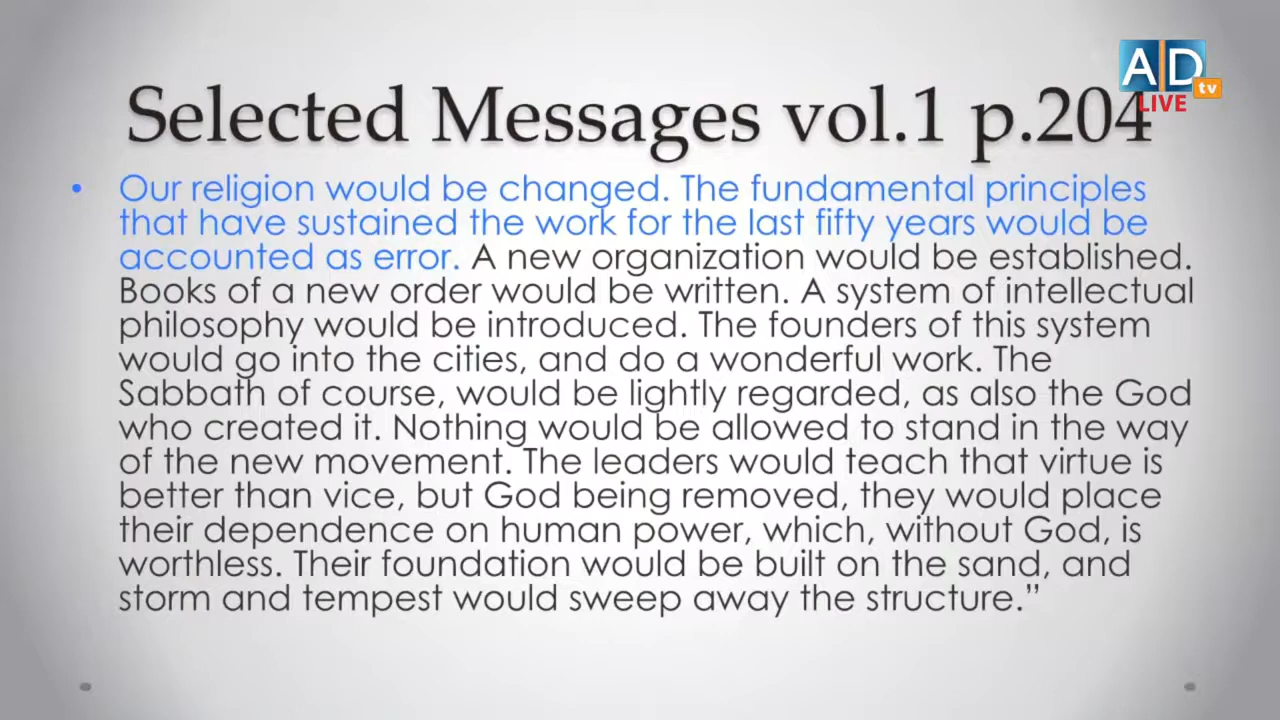 A|D
tv
LIVE
Selected Messages vol.1 p.204
• Our religion would be changed. The fundamental principles
that have sustained the work for the last fifty years would be
accounted as error. A new organization would be established.
Books of a new order would be written. A system of intellectual
philosophy would be introduced. The founders of this system
would go into the cities, and do a wonderful work. The
Sabbath of course, would be lightly regarded, as also the God
who created it. Nothing would be allowed to stand in the way
of the new movement. The leaders would teach that virtue is
better than vice, but God being removed, they would place
their dependence on human power, which, without God, is
worthless. Their foundation would be built on the sand, and
storm and tempest would sweep away the structure.”